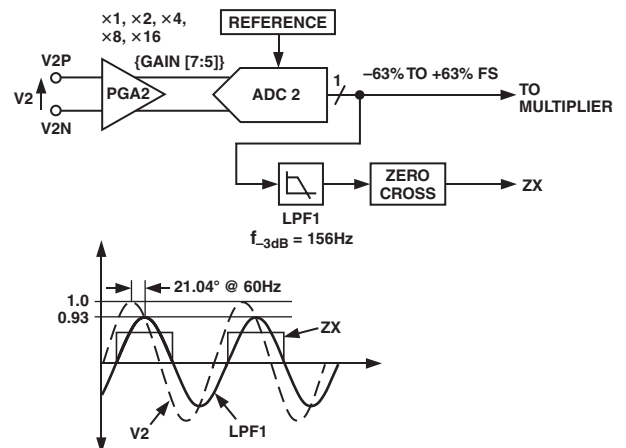 ×1, ×2, ×4,
×8, ×16
REFERENCE
V2P
{GAIN [7:5]}
–63% TO +63% FS
V2
PGA2
ADC 2
1
TO
MULTIPLIER
V2N
ZERO
CROSS
ZX
LPF1
f–3dB = 156Hz
21.04° @ 60Hz
1.0
0.93
ZX
V2
LPF1